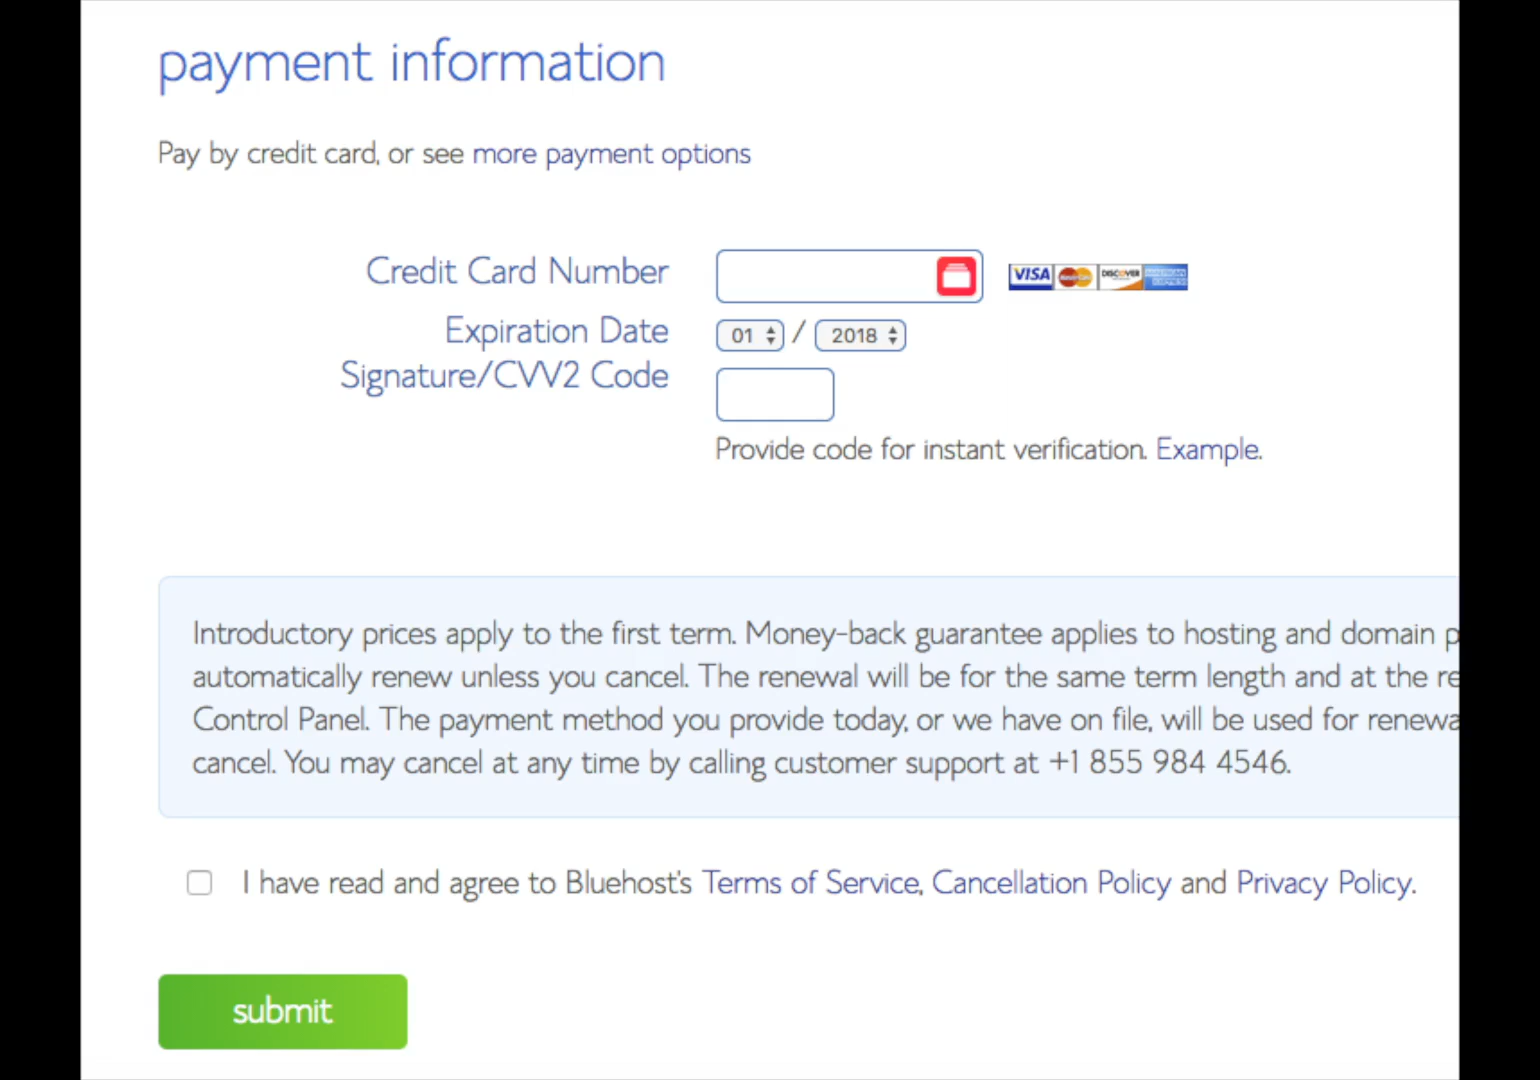 payment information
Pay by credit card, or see more payment options
Credit Card Number
VISA DISCOVER
Expiration Date 01 / 2018
Signature/CVV2 Code
Provide code for instant verification. Example.
Introductory prices apply to the first term. Money-back guarantee applies to hosting and domain
automatically renew unless you cancel. The renewal will be for the same term length and at the
Control Panel. The payment method you provide today, or we have on file, will be used for
cancel. You may cancel at any time by calling customer support at +1 855 984 4546.
I have read and agree to Bluehost's Terms of Service, Cancellation Policy and Privacy Policy.
submit